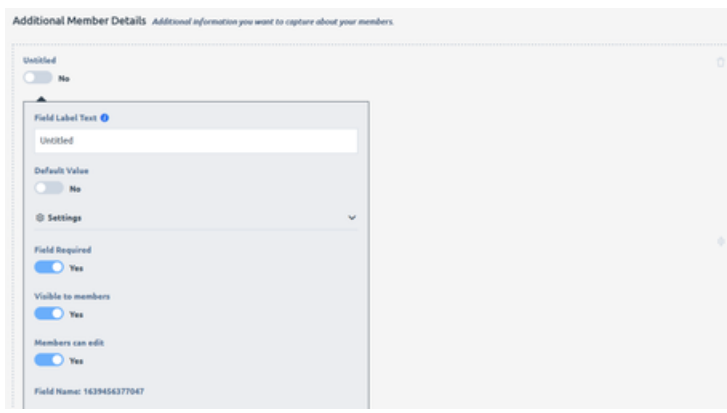 Additional Member Details Additional information you want to capture about your members.
Untitled
No
Field Label Text
Untitled
Default Value
No
Settings
Field Required
Yes
Visible to members
Yes
Members can edit
Yes
Field Name: 1639456377047